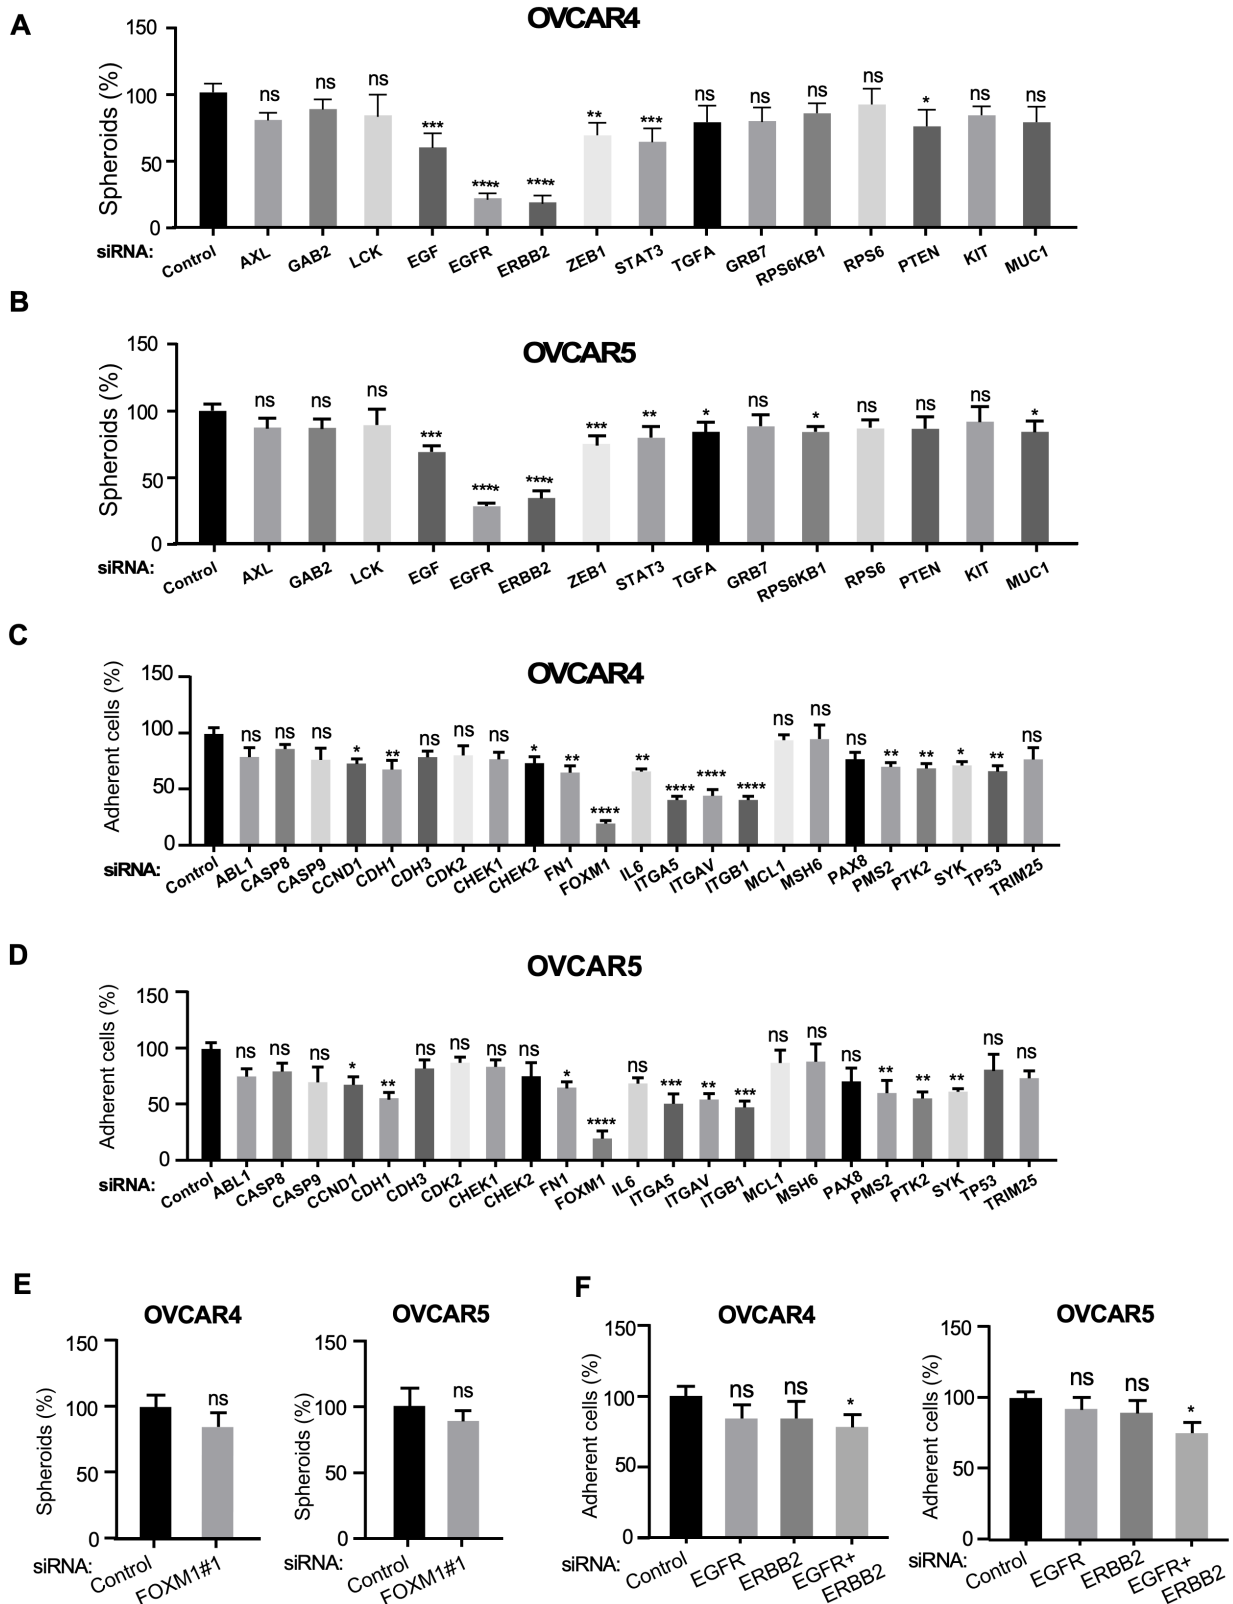 A
OVCAR4
150
100
50
0
Spheroids (%)
ns
ns
ns
***
****
****
**
***
ns
ns
ns
ns
*
ns
ns
siRNA:
Control
AXL
GAB2
LCK
EGF
EGFR
ERBB2
ZEB1
STAT3
TGFA
GRB7
RPS6KB1
RPS6
PTEN
KIT
MUC1
B
OVCAR5
150
100
50
0
Spheroids (%)
ns
ns
ns
***
****
****
***
**
*
ns
*
ns
ns
ns
*
siRNA:
Control
AXL
GAB2
LCK
EGF
EGFR
ERBB2
ZEB1
STAT3
TGFA
GRB7
RPS6KB1
RPS6
PTEN
KIT
MUC1
C
OVCAR4
150
100
50
0
Adherent cells (%)
ns
ns
ns
*
**
ns
ns
ns
*
**
****
**
****
****
****
ns
ns
ns
**
**
*
**
ns
siRNA:
Control
ABL1
CASP8
CASP9
CCND1
CDH1
CDH3
CDK2
CHEK1
CHEK2
FN1
FOXM1
IL6
ITGA5
ITGAV
ITGB1
MCL1
MSH6
PAX8
PMS2
PTK2
SYK
TP53
TRIM25
D
OVCAR5
150
100
50
0
Adherent cells (%)
ns
ns
ns
*
**
ns
ns
ns
ns
*
****
ns
***
**
***
ns
ns
ns
**
**
**
ns
ns
siRNA:
Control
ABL1
CASP8
CASP9
CCND1
CDH1
CDH3
CDK2
CHEK1
CHEK2
FN1
FOXM1
IL6
ITGA5
ITGAV
ITGB1
MCL1
MSH6
PAX8
PMS2
PTK2
SYK
TP53
TRIM25
E
OVCAR4
150
100
50
0
Spheroids (%)
ns
siRNA:
Control
FOXM1#1
OVCAR5
150
100
50
0
Spheroids (%)
ns
siRNA:
Control
FOXM1#1
F
OVCAR4
150
100
50
0
Adherent cells (%)
ns
ns
*
siRNA:
Control
EGFR
ERBB2
EGFR+
ERBB2
OVCAR5
150
100
50
0
Adherent cells (%)
ns
ns
*
siRNA:
Control
EGFR
ERBB2
EGFR+
ERBB2